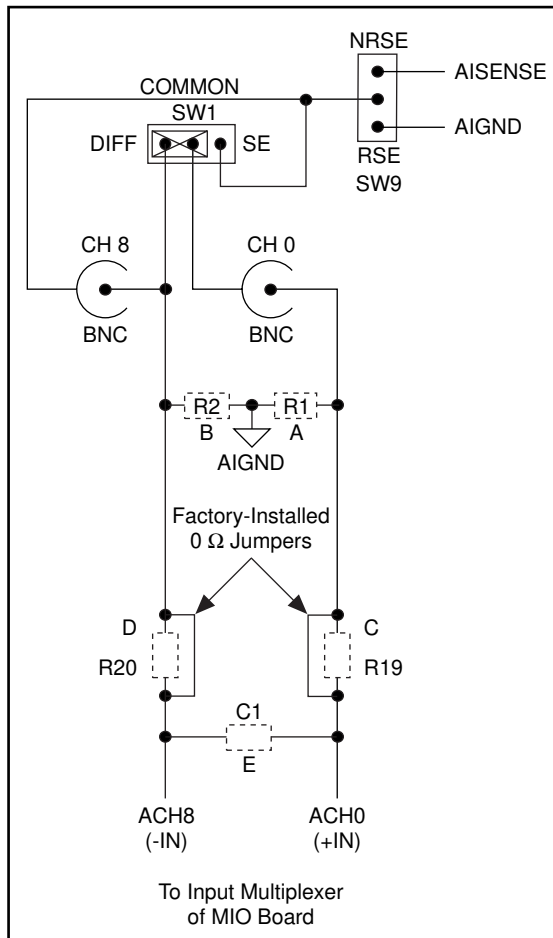 NRSE
AISENSE
COMMON
SW1
DIFF
SE
AIGND
RSE
SW9
CH 8
CH 0
BNC
BNC
R2
R1
B
A
AIGND
Factory-Installed
0 Ω Jumpers
D
C
R20
R19
C1
E
ACH8
(-IN)
ACH0
(+IN)
To Input Multiplexer
of MIO Board